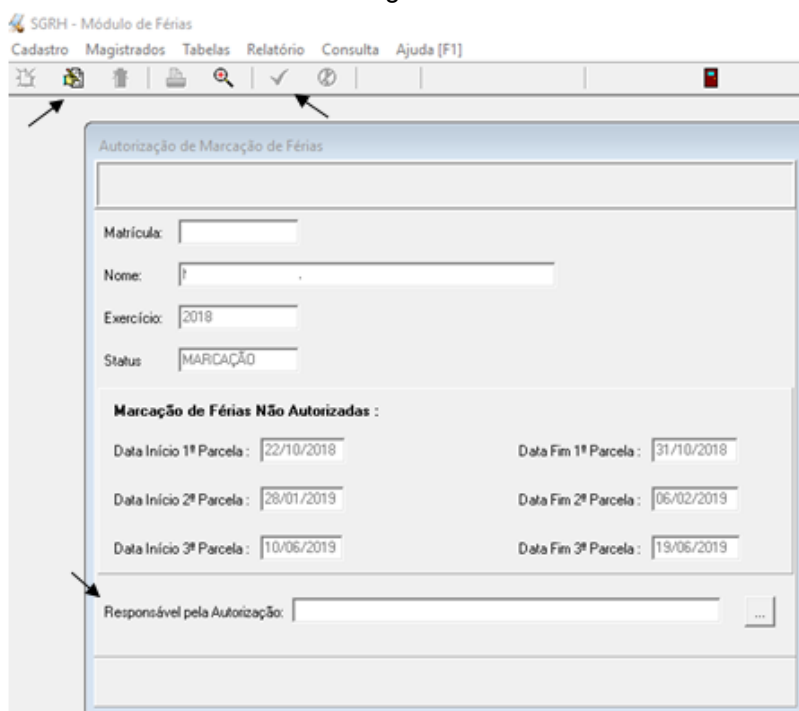 SGRH - Módulo de Férias
Cadastro Magistrados Tabelas Relatório Consulta Ajuda [F1]
Autorização de Marcação de Férias
Matrícula:
Nome:
Exercício: 2018
Status MARCAÇÃO
Marcação de Férias Não Autorizadas :
Data Início 1ª Parcela : 22/10/2018 Data Fim 1ª Parcela : 31/10/2018
Data Início 2ª Parcela : 28/01/2019 Data Fim 2ª Parcela : 06/02/2019
Data Início 3ª Parcela : 10/06/2019 Data Fim 3ª Parcela : 19/06/2019
Responsável pela Autorização: ...